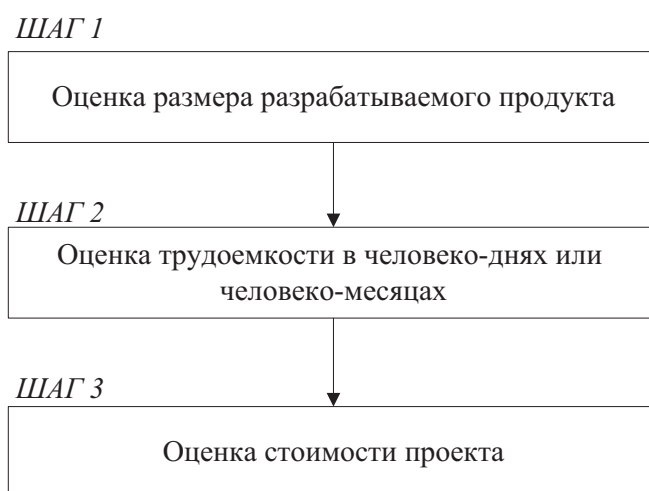 ШАГ 1
Оценка размера разрабатываемого продукта
ШАГ 2
Оценка трудоемкости в человеко-днях или
человеко-месяцах
ШАГ 3
Оценка стоимости проекта